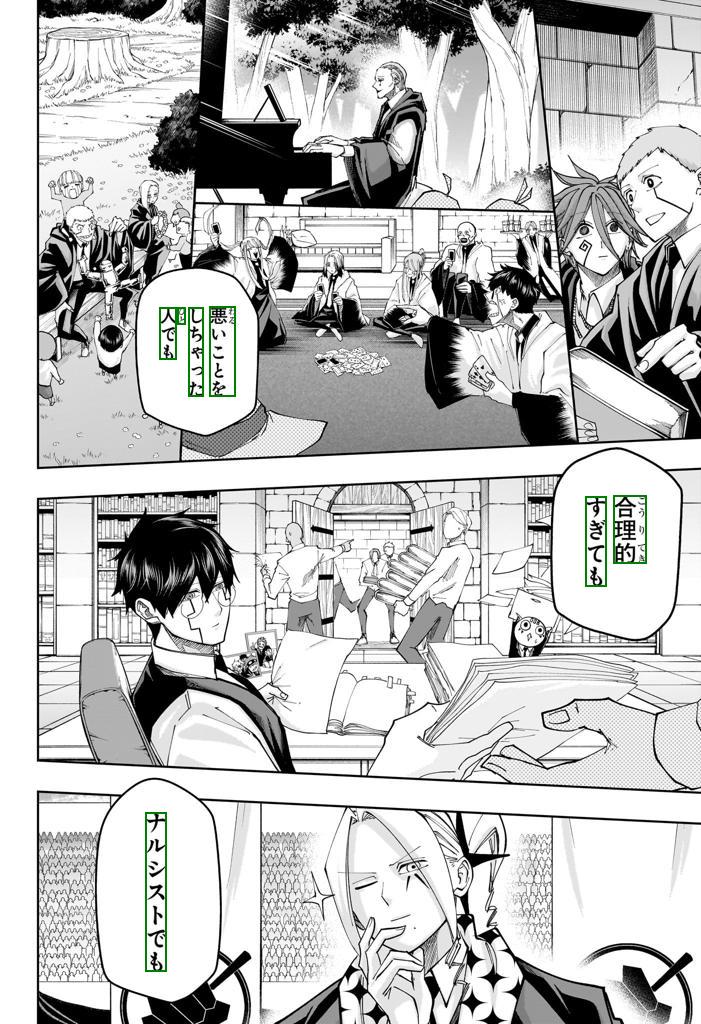 悪いことを
しちゃった
人でも
合理的
すぎても
ナルシストでも